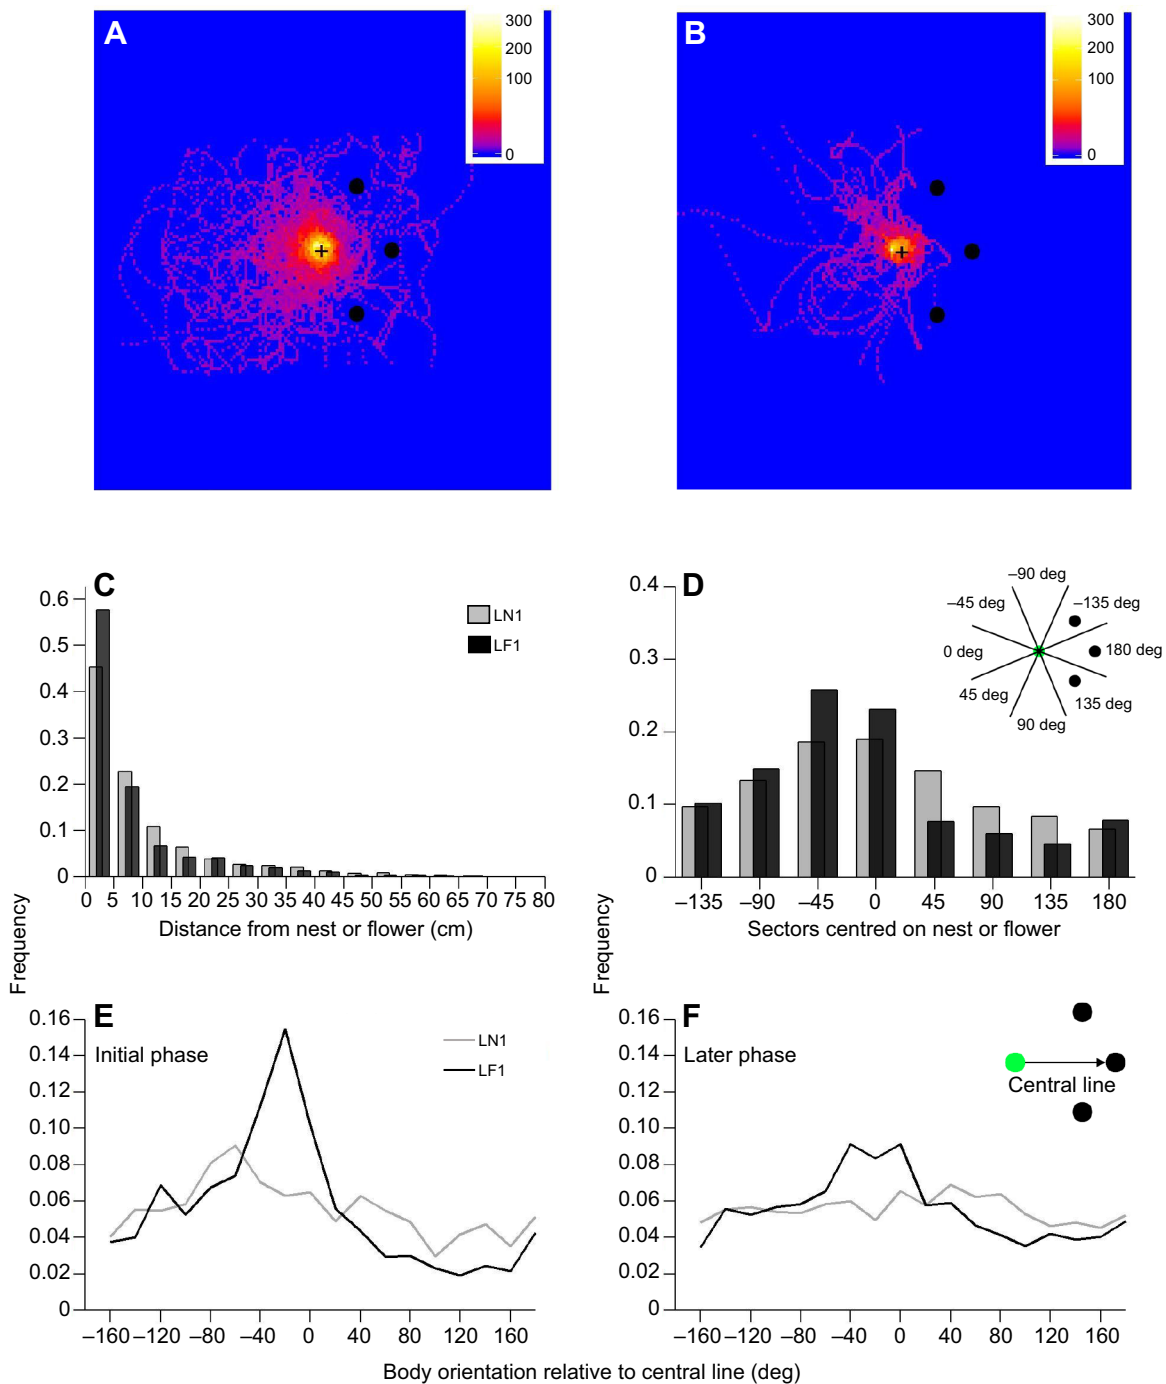 A
300
200
100
0
B
300
200
100
0
C
0.6
0.5
0.4
0.3
0.2
0.1
0
LN1
LF1
0 5 10 15 20 25 30 35 40 45 50 55 60 65 70 75 80
Distance from nest or flower (cm)
D
0.4
0.3
0.2
0.1
0
–90 deg
–45 deg
–135 deg
0 deg
180 deg
45 deg
135 deg
90 deg
–135 –90 –45 0 45 90 135 180
Sectors centred on nest or flower
Frequency
Frequency
E
Initial phase
0.16
0.14
0.12
0.10
0.08
0.06
0.04
0.02
0
LN1
LF1
–160 –120 –80 –40 0 40 80 120 160
F
Later phase
0.16
0.14
0.12
0.10
0.08
0.06
0.04
0.02
0
Central line
–160 –120 –80 –40 0 40 80 120 160
Body orientation relative to central line (deg)